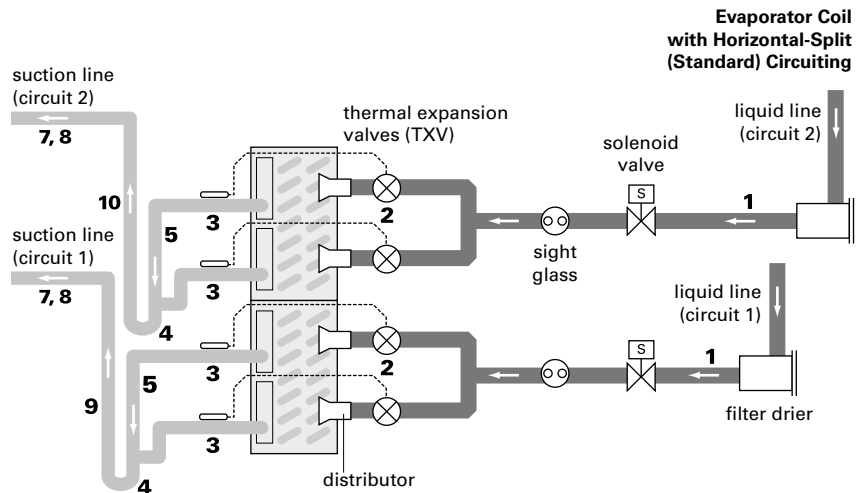 Evaporator Coil
with Horizontal-Split
(Standard) Circuiting
suction line
(circuit 2)
7, 8
thermal expansion
valves (TXV)
solenoid
valve
liquid line
(circuit 2)
S
1
10
5
3
2
sight
glass
suction line
(circuit 1)
7, 8
3
4
liquid line
(circuit 1)
S
1
9
5
3
2
filter drier
3
4
distributor